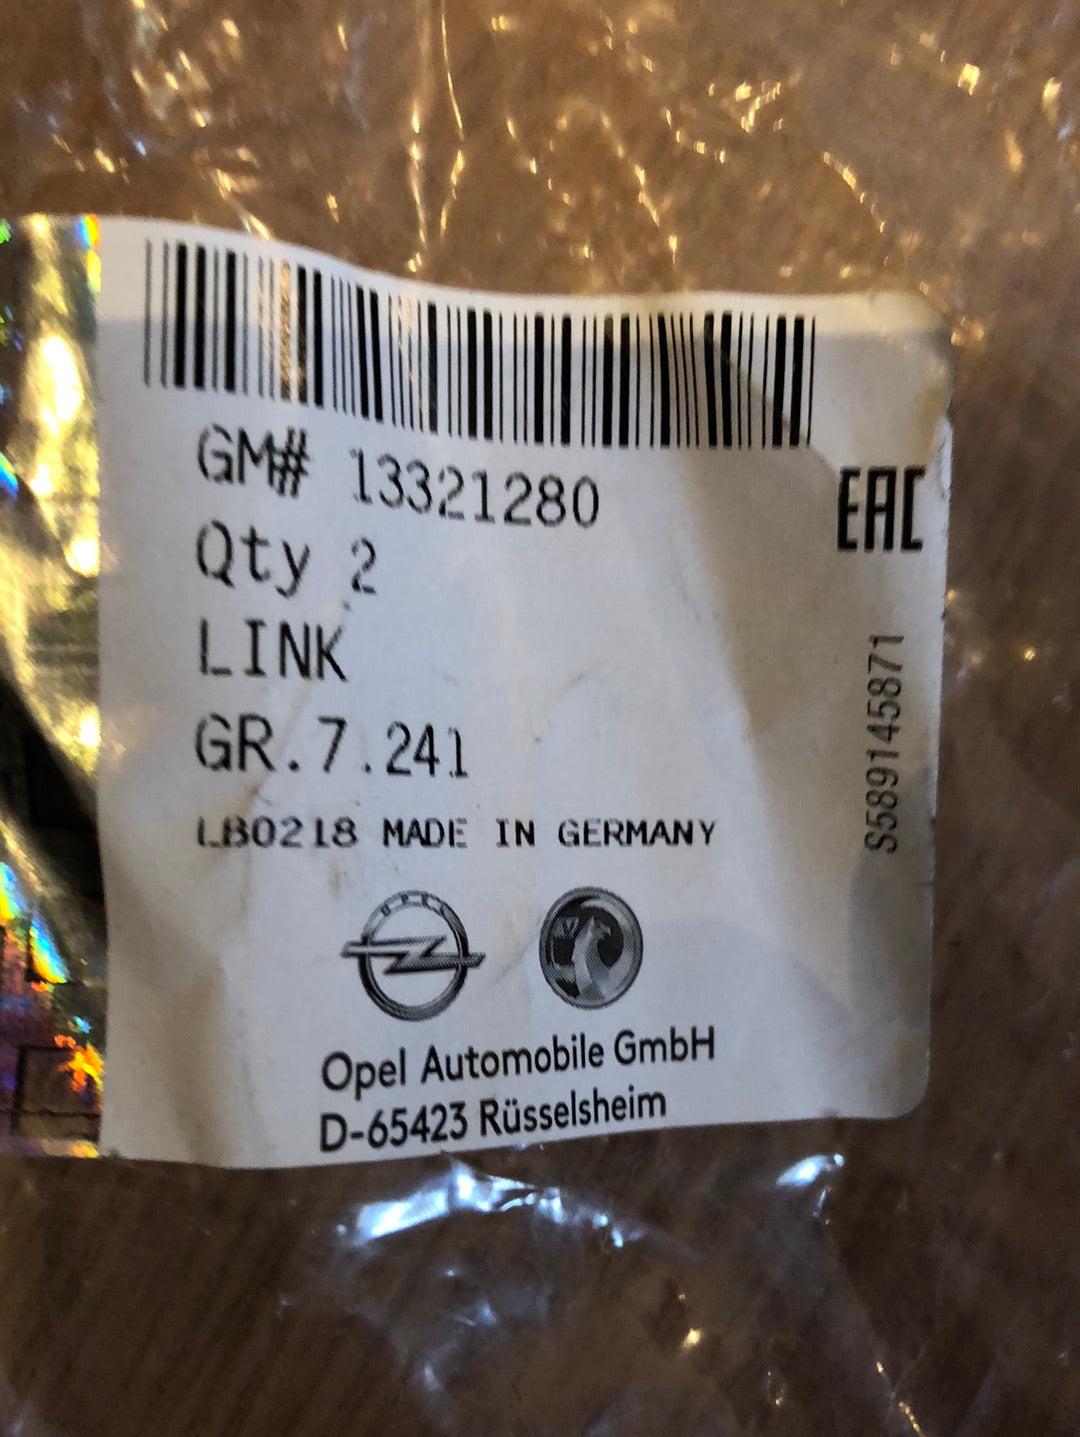 GM# 13321280
Qty 2
LINK
GR.7.241
LB0218 MADE IN GERMANY
OPEL
V
Opel Automobile GmbH
D-65423 Rüsselsheim
EAC
S589145871